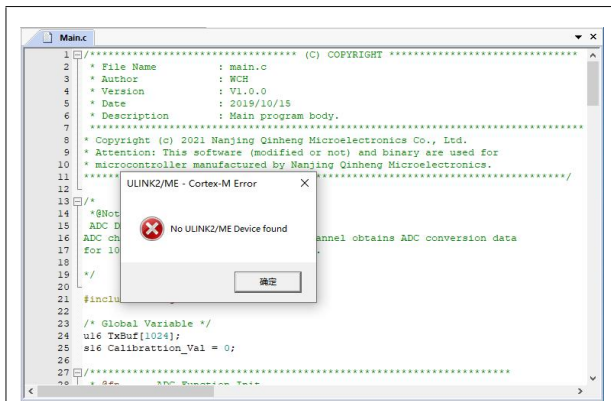 Main.c
1 /********************************** (C) COPYRIGHT *******************************
2 * File Name : main.c
3 * Author : WCH
4 * Version : V1.0.0
5 * Date : 2019/10/15
6 * Description : Main program body.
7 *********************************************************************************
8 * Copyright (c) 2021 Nanjing Qinheng Microelectronics Co., Ltd.
9 * Attention: This software (modified or not) and binary are used for
10 * microcontroller manufactured by Nanjing Qinheng Microelectronics.
11 *******************************************************************************/
12
13 /*
14 *@Not
15 ADC D
16 ADC ch annel obtains ADC conversion data
17 for 10 .
18
19 */
20
21 #inclu
22
23 /* Global Variable */
24 u16 TxBuf[1024];
25 s16 Calibrattion_Val = 0;
26
27 /*********************************************************************
28 * @fn ADC Function Init
ULINK2/ME - Cortex-M Error
No ULINK2/ME Device found
确定